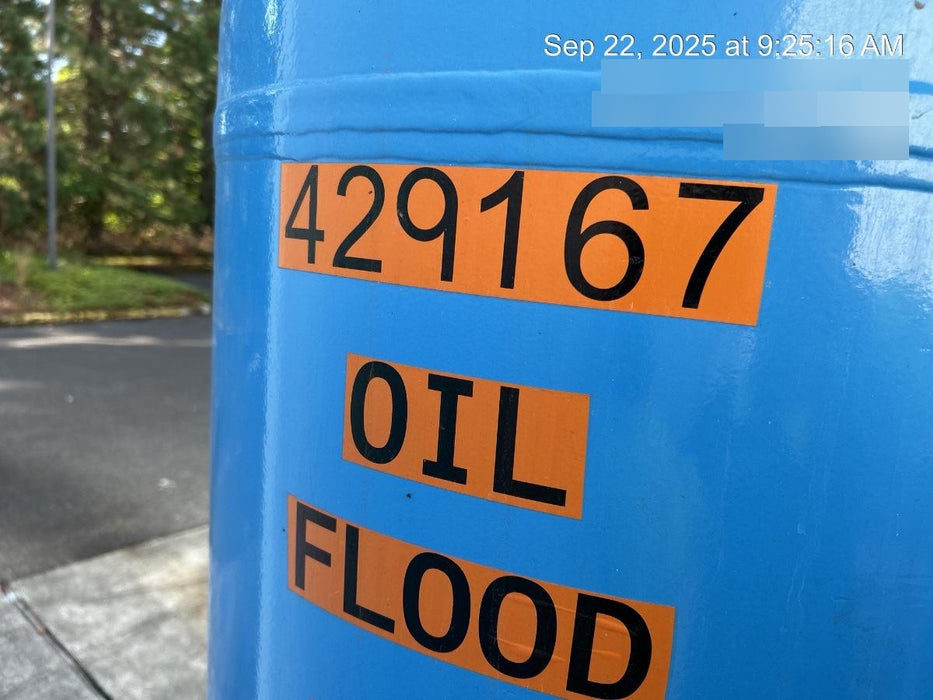 Sep 22, 2025 at 9:25:16 AM
429167
OIL
FLOOD